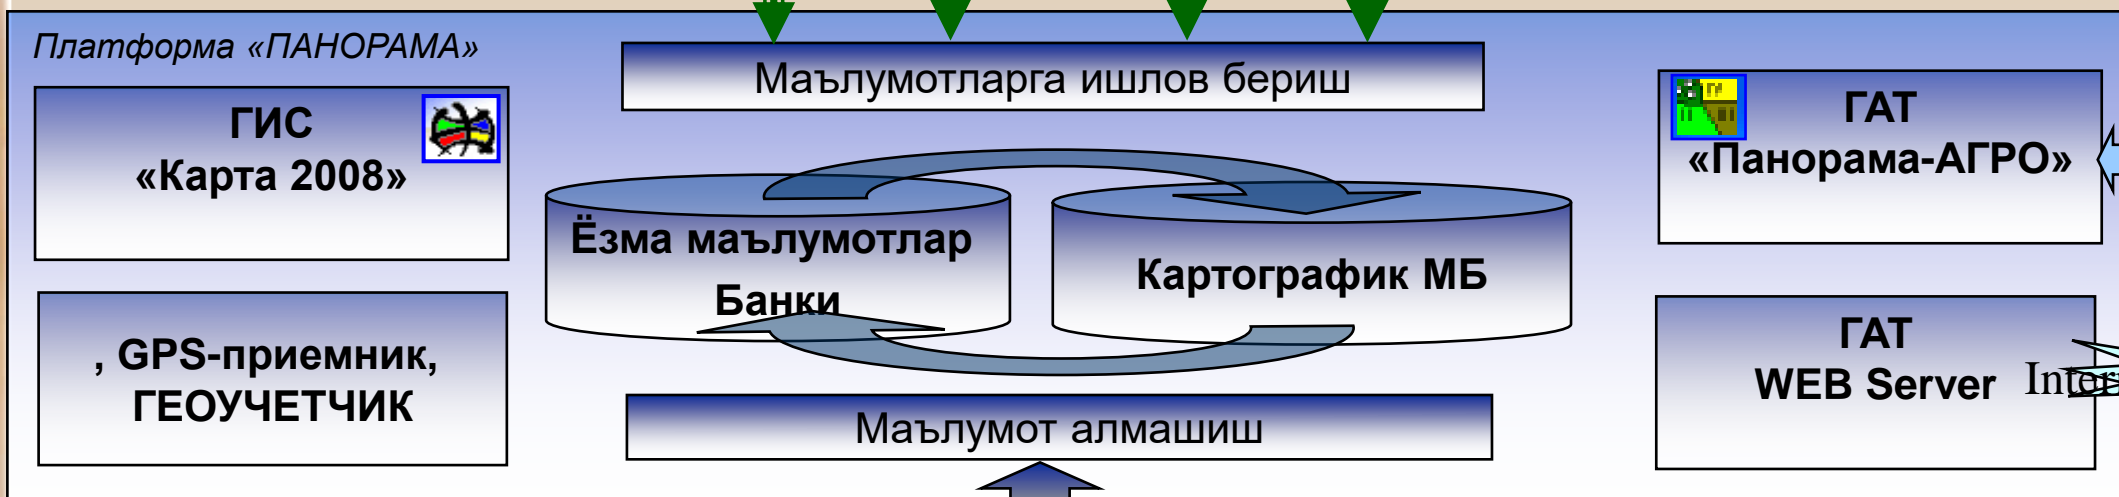 Платформа «ПАНОРАМА»
Маълумотларга ишлов бериш
ГИС
«Карта 2008»
ГАТ
«Панорама-АГРО»
Ёзма маълумотлар
Банки
Картографик МБ
, GPS-приемник,
ГЕОУЧЕТЧИК
ГАТ
WEB Server
Маълумот алмашиш